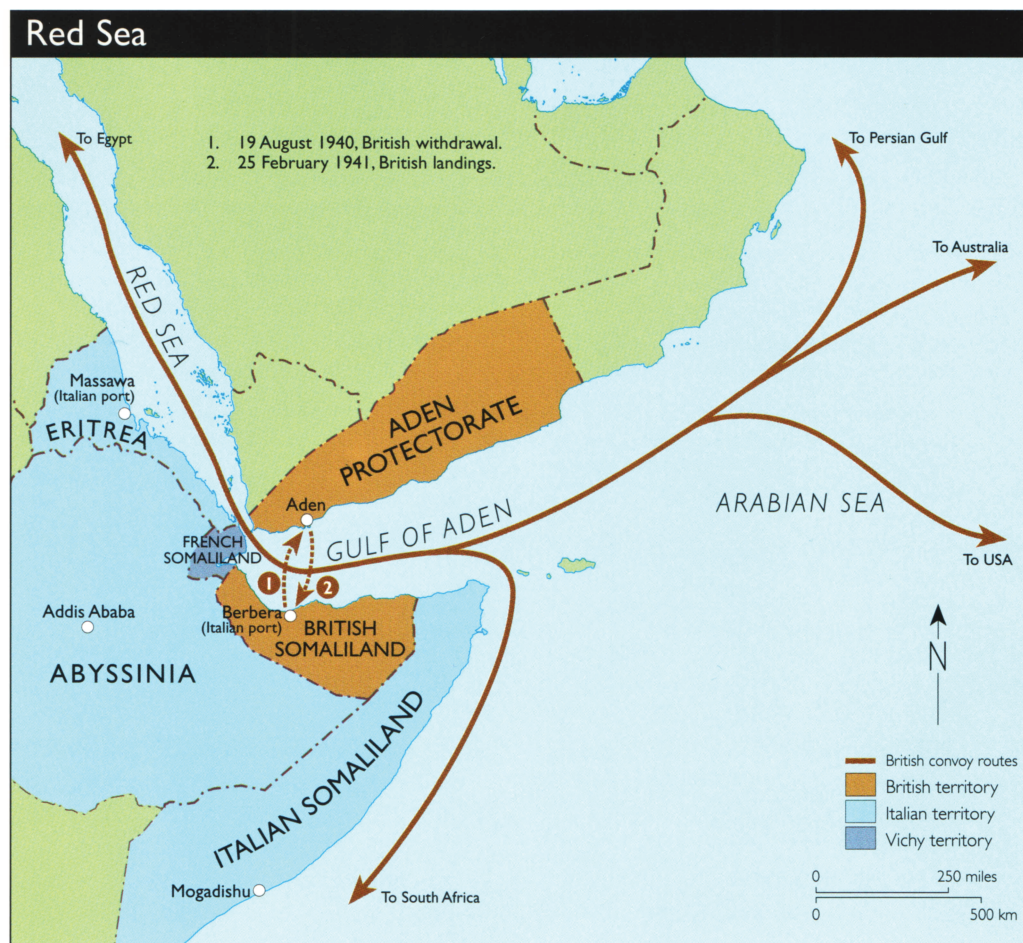 Red Sea
To Egypt
1. 19 August 1940, British withdrawal.
2. 25 February 1941, British landings.
To Persian Gulf
To Australia
RED SEA
Massawa
(Italian port)
ERITREA
ADEN
PROTECTORATE
Aden
GULF OF ADEN
ARABIAN SEA
FRENCH
SOMALILAND
To USA
1
2
Addis Ababa
Berbera
(Italian port)
BRITISH
SOMALILAND
ABYSSINIA
N
ITALIAN SOMALILAND
British convoy routes
British territory
Italian territory
Vichy territory
Mogadishu
To South Africa
0 250 miles
0 500 km